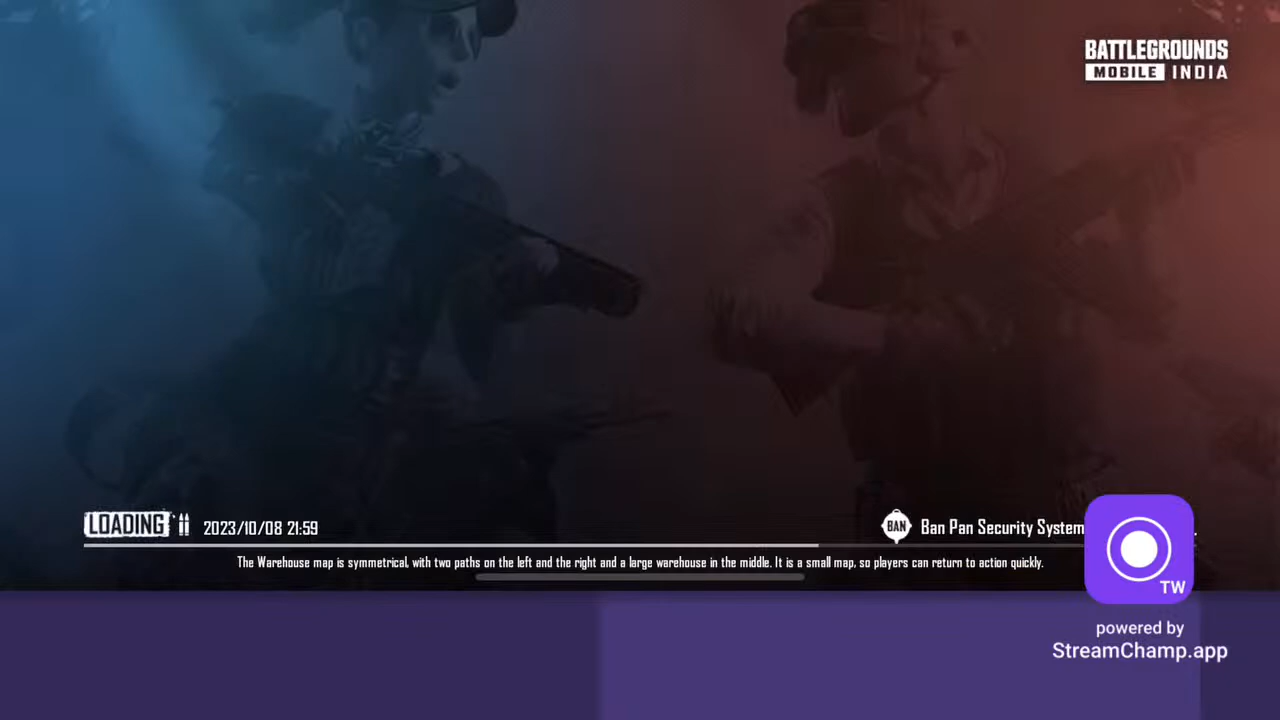 BATTLEGROUNDS
MOBILE INDIA
LOADING 2023/10/08 21:59
BAN Ban Pan Security System
The Warehouse map is symmetrical, with two paths on the left and the right and a large warehouse in the middle. It is a small map, so players can return to action quickly.
TW
powered by
StreamChamp.app